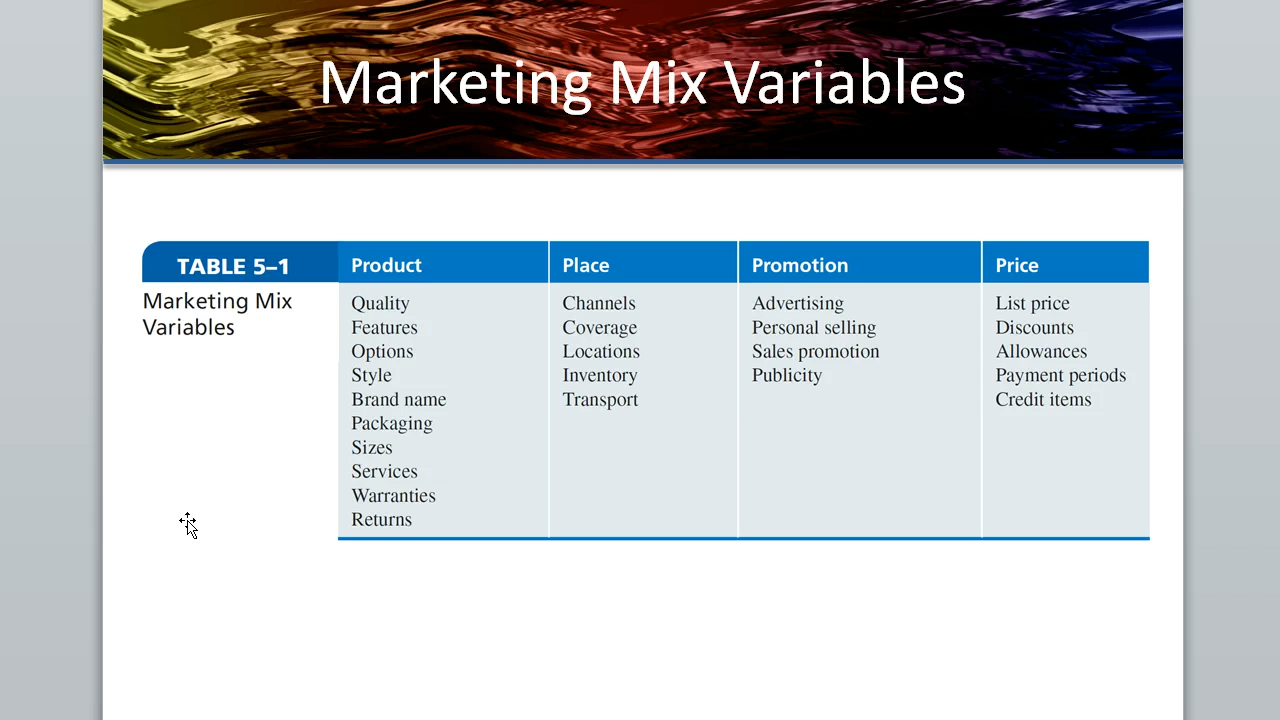 Marketing Mix Variables
TABLE 5–1
Marketing Mix
Variables
Product
Quality
Features
Options
Style
Brand name
Packaging
Sizes
Services
Warranties
Returns
Place
Channels
Coverage
Locations
Inventory
Transport
Promotion
Advertising
Personal selling
Sales promotion
Publicity
Price
List price
Discounts
Allowances
Payment periods
Credit items